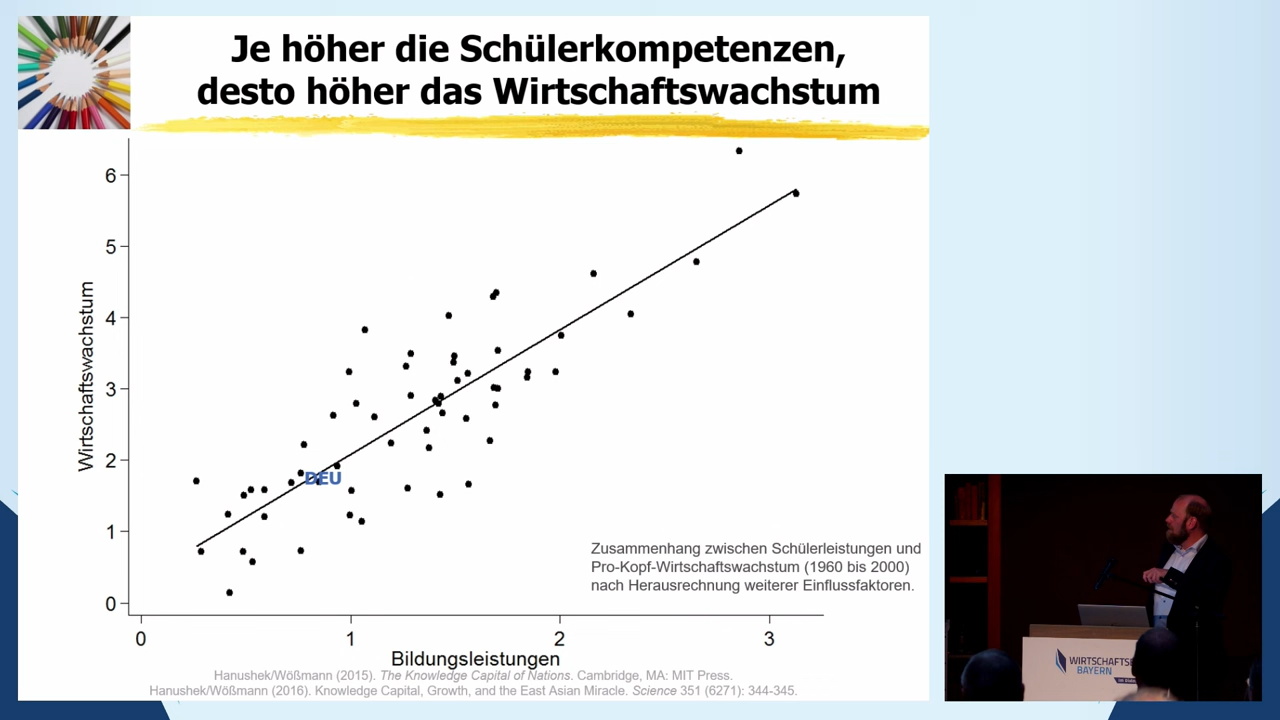 Je höher die Schülerkompetenzen,
desto höher das Wirtschaftswachstum
6
5
4
3
2
1
0
Wirtschaftswachstum
DEU
Zusammenhang zwischen Schülerleistungen und
Pro-Kopf-Wirtschaftswachstum (1960 bis 2000)
nach Herausrechnung weiterer Einflussfaktoren.
0 1 2 3
Bildungsleistungen
Hanushek/Wößmann (2015). The Knowledge Capital of Nations. Cambridge, MA: MIT Press.
Hanushek/Wößmann (2016). Knowledge Capital, Growth, and the East Asian Miracle. Science 351 (6271): 344-345.
BAYERN